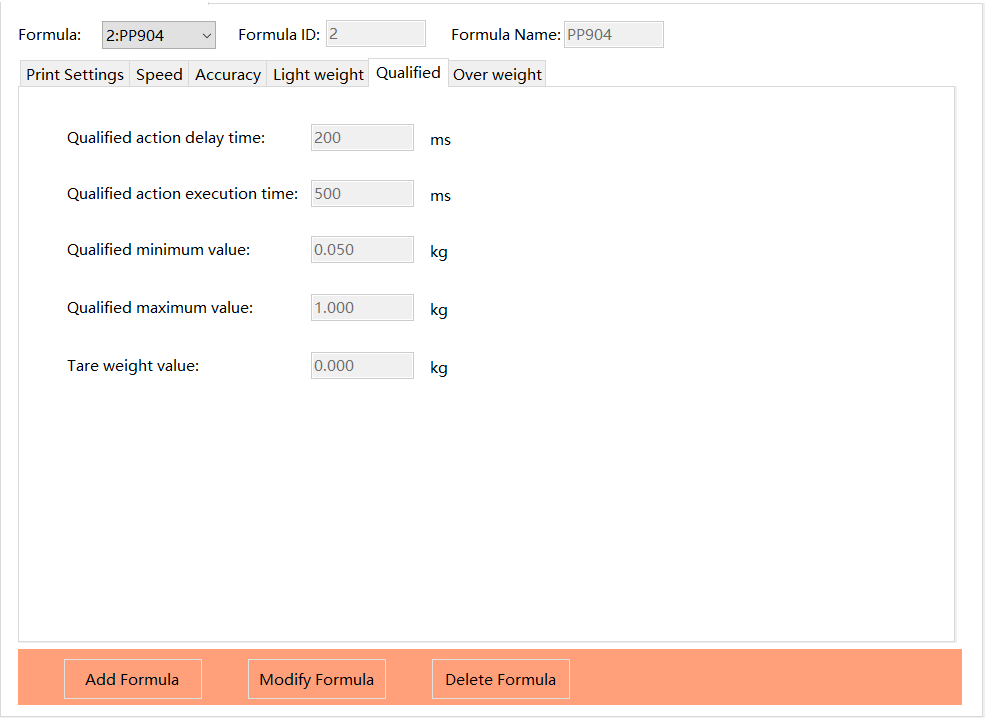 Formula: 2:PP904 Formula ID: 2 Formula Name: PP904
Print Settings Speed Accuracy Light weight Qualified Over weight
Qualified action delay time: 200 ms
Qualified action execution time: 500 ms
Qualified minimum value: 0.050 kg
Qualified maximum value: 1.000 kg
Tare weight value: 0.000 kg
Add Formula Modify Formula Delete Formula